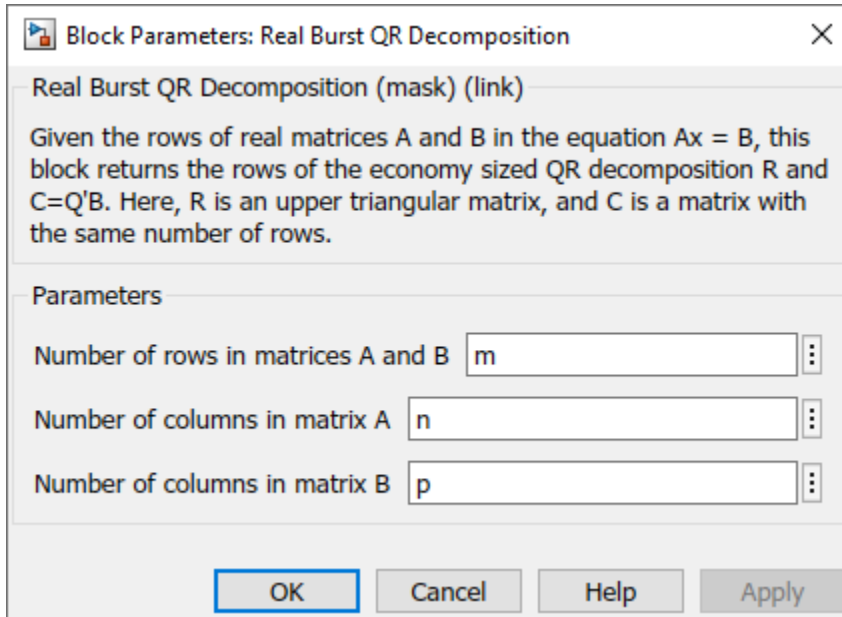 Block Parameters: Real Burst QR Decomposition
Real Burst QR Decomposition (mask) (link)
Given the rows of real matrices A and B in the equation Ax = B, this
block returns the rows of the economy sized QR decomposition R and
C=Q'B. Here, R is an upper triangular matrix, and C is a matrix with
the same number of rows.
Parameters
Number of rows in matrices A and B m
Number of columns in matrix A n
Number of columns in matrix B p
OK Cancel Help Apply